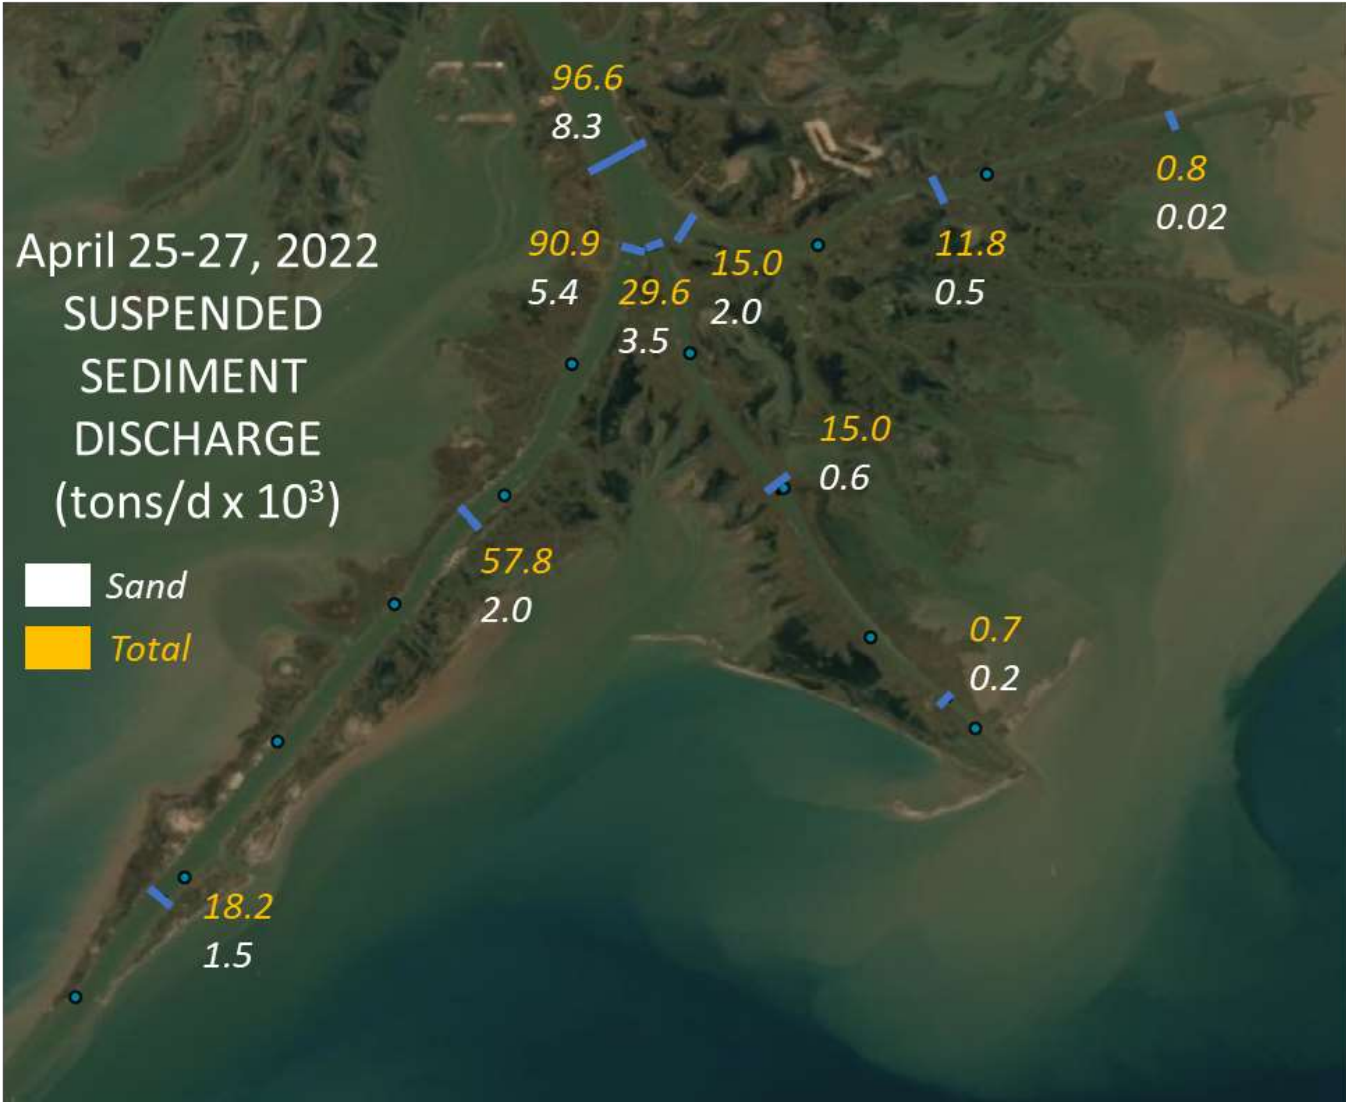 96.6
8.3
0.8
0.02
April 25-27, 2022
SUSPENDED
SEDIMENT
DISCHARGE
(tons/d x 10³)
Sand
Total
90.9
5.4
29.6
3.5
15.0
2.0
11.8
0.5
15.0
0.6
57.8
2.0
0.7
0.2
18.2
1.5